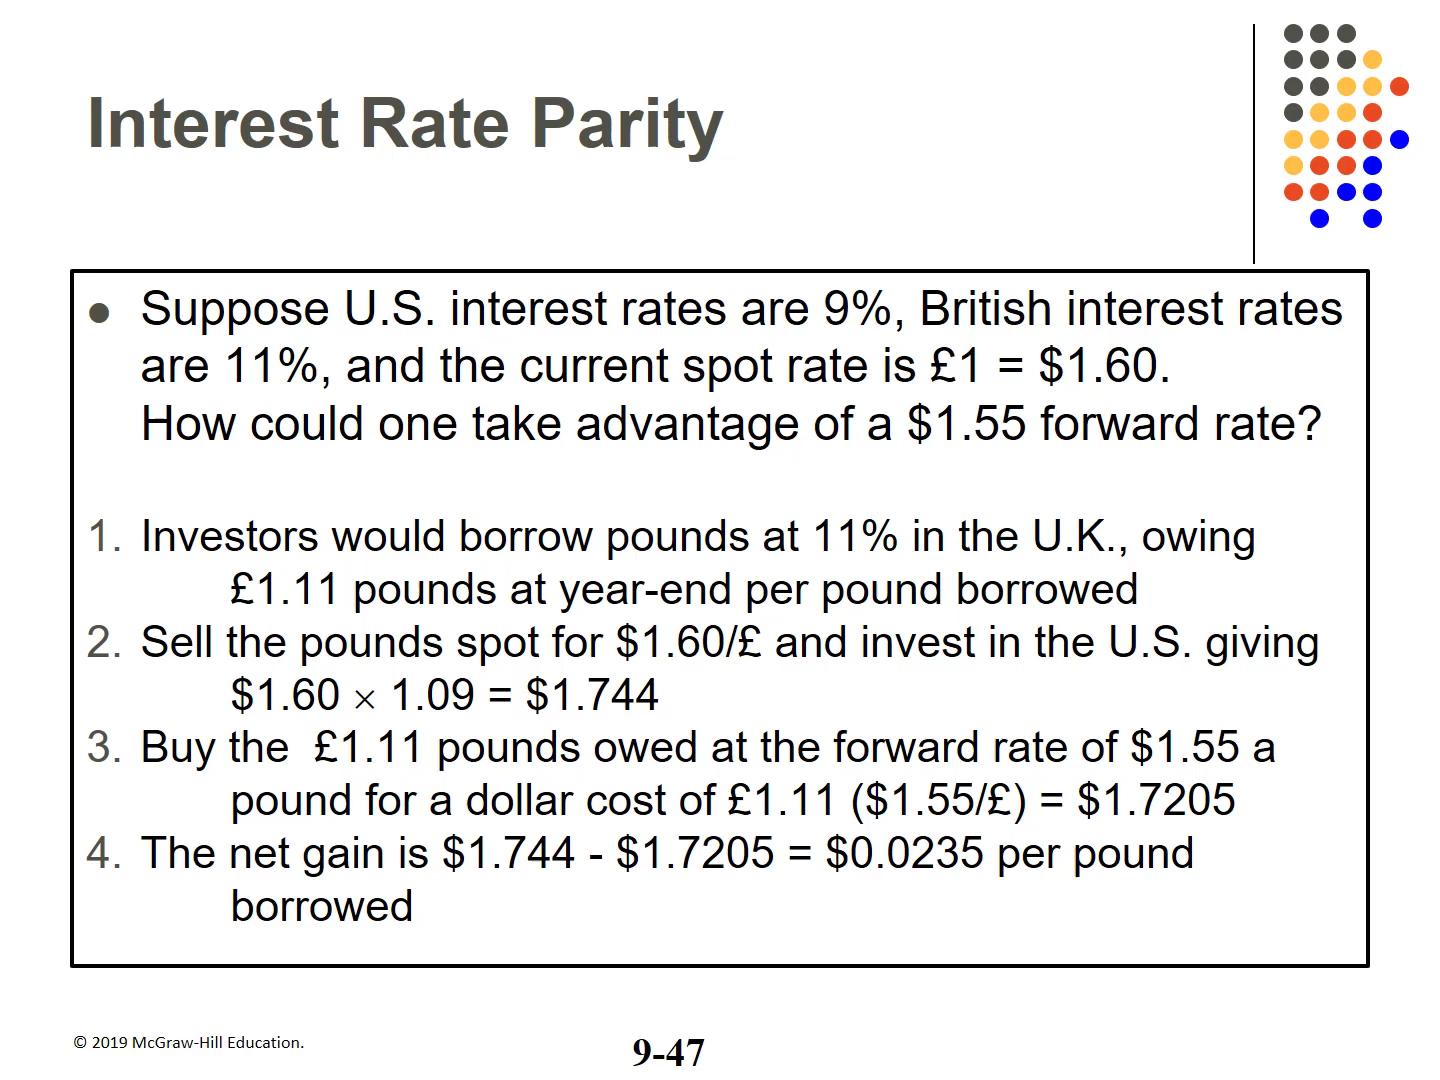 Interest Rate Parity
● Suppose U.S. interest rates are 9%, British interest rates
are 11%, and the current spot rate is £1 = $1.60.
How could one take advantage of a $1.55 forward rate?
1. Investors would borrow pounds at 11% in the U.K., owing
£1.11 pounds at year-end per pound borrowed
2. Sell the pounds spot for $1.60/£ and invest in the U.S. giving
$1.60 × 1.09 = $1.744
3. Buy the £1.11 pounds owed at the forward rate of $1.55 a
pound for a dollar cost of £1.11 ($1.55/£) = $1.7205
4. The net gain is $1.744 - $1.7205 = $0.0235 per pound
borrowed
© 2019 McGraw-Hill Education.
9-47